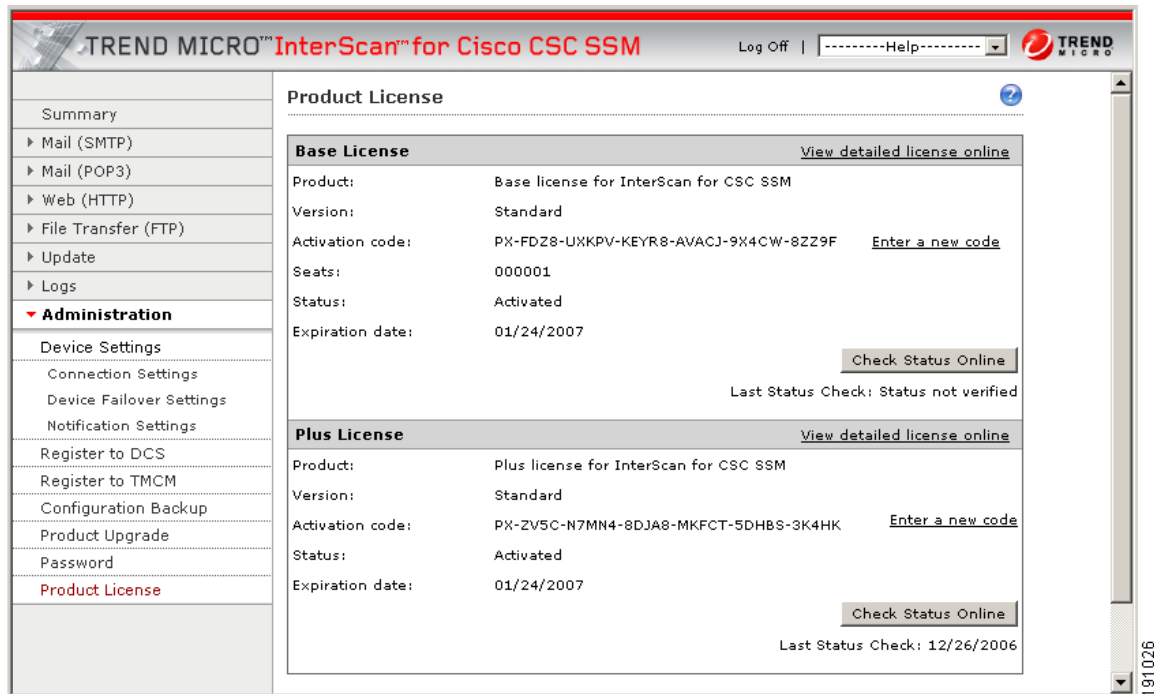 TREND MICRO™ InterScan™ for Cisco CSC SSM
Log Off | ---------Help---------
TREND MICRO
Summary
Mail (SMTP)
Mail (POP3)
Web (HTTP)
File Transfer (FTP)
Update
Logs
Administration
Device Settings
Connection Settings
Device Failover Settings
Notification Settings
Register to DCS
Register to TMCM
Configuration Backup
Product Upgrade
Password
Product License
Product License
?
Base License View detailed license online
Product: Base license for InterScan for CSC SSM
Version: Standard
Activation code: PX-FDZ8-UXKPV-KEYR8-AVACJ-9X4CW-8ZZ9F Enter a new code
Seats: 000001
Status: Activated
Expiration date: 01/24/2007
Check Status Online
Last Status Check: Status not verified
Plus License View detailed license online
Product: Plus license for InterScan for CSC SSM
Version: Standard
Activation code: PX-ZV5C-N7MN4-8DJA8-MKFCT-5DHBS-3K4HK Enter a new code
Status: Activated
Expiration date: 01/24/2007
Check Status Online
Last Status Check: 12/26/2006
191026